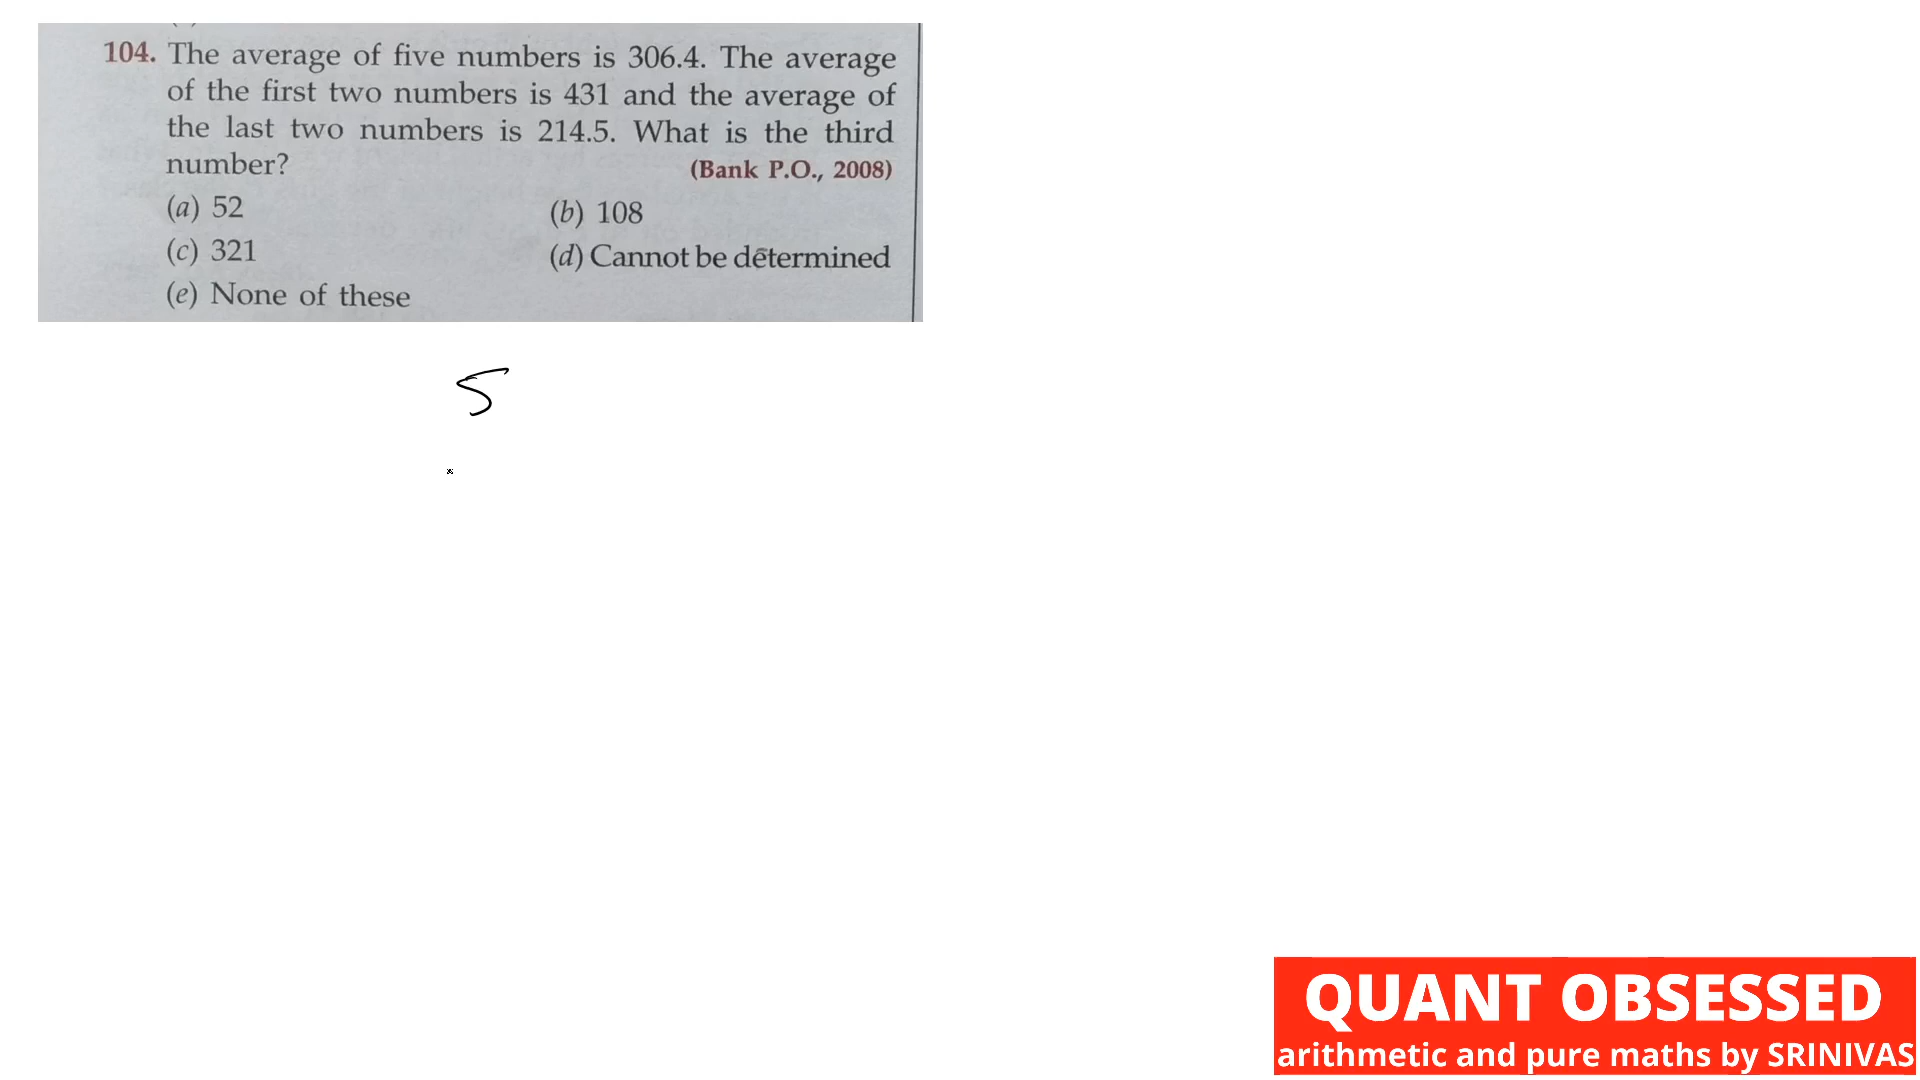 104. The average of five numbers is 306.4. The average
of the first two numbers is 431 and the average of
the last two numbers is 214.5. What is the third
number? (Bank P.O., 2008)
(a) 52 (b) 108
(c) 321 (d) Cannot be determined
(e) None of these
5
QUANT OBSESSED
arithmetic and pure maths by SRINIVAS